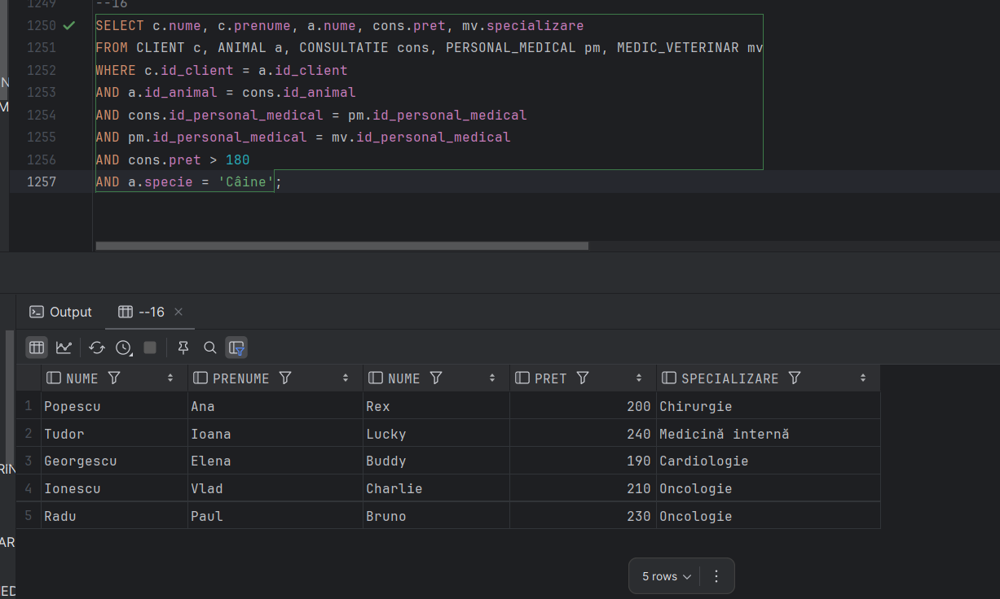 1249 --16
1250 SELECT c.nume, c.prenume, a.nume, cons.pret, mv.specializare
1251 FROM CLIENT c, ANIMAL a, CONSULTATIE cons, PERSONAL_MEDICAL pm, MEDIC_VETERINAR mv
N
1252 WHERE c.id_client = a.id_client
1253 AND a.id_animal = cons.id_animal
M
1254 AND cons.id_personal_medical = pm.id_personal_medical
1255 AND pm.id_personal_medical = mv.id_personal_medical
1256 AND cons.pret > 180
1257 AND a.specie = 'Câine';
Output --16
NUME PRENUME NUME PRET SPECIALIZARE
1 Popescu Ana Rex 200 Chirurgie
2 Tudor Ioana Lucky 240 Medicină internă
3 Georgescu Elena Buddy 190 Cardiologie
RIN
4 Ionescu Vlad Charlie 210 Oncologie
5 Radu Paul Bruno 230 Oncologie
AR
5 rows
ED